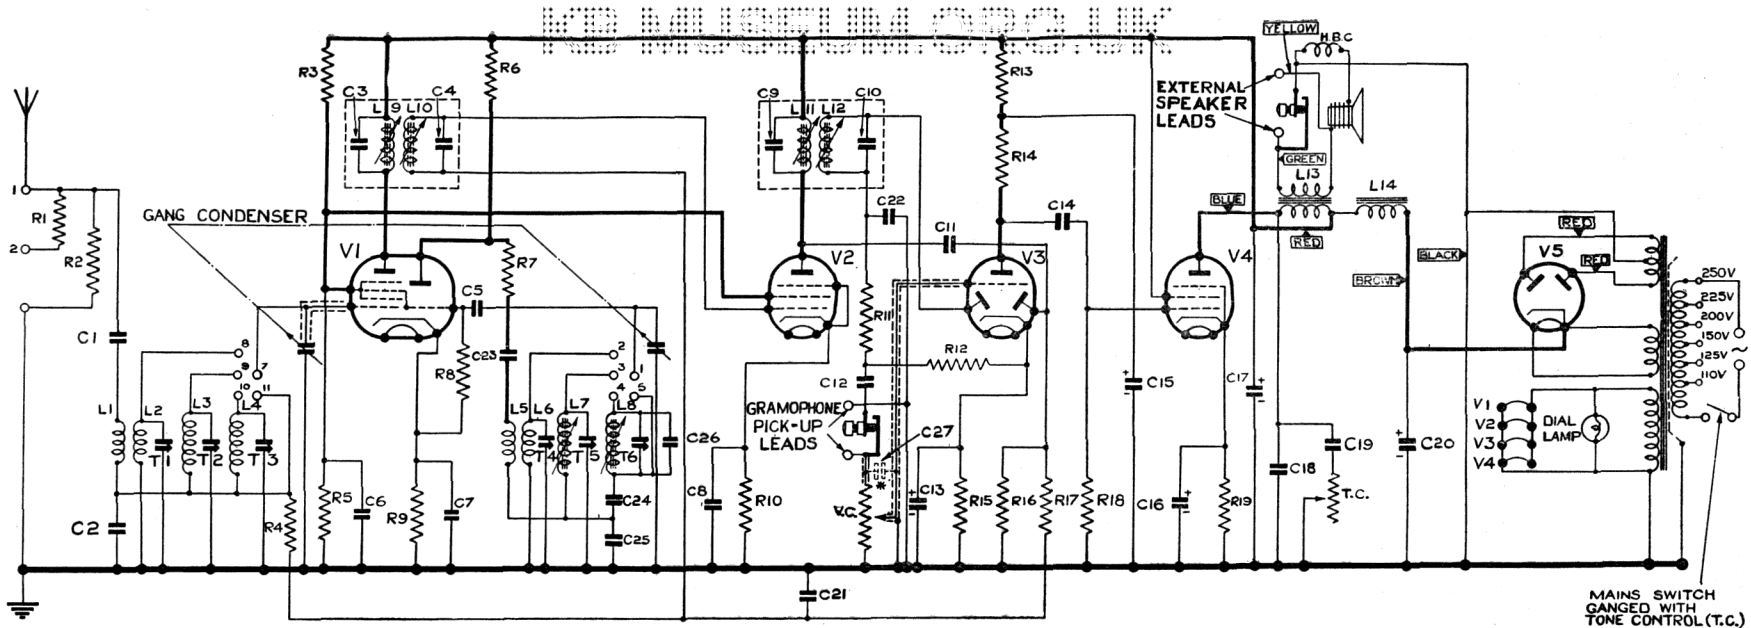 KBMUSEUM.ORG.UK
YELLOW
H.B.C
R3
R6
R13
C3
L9
L10
C4
C9
L11
L12
C10
EXTERNAL
SPEAKER
LEADS
R14
GREEN
L13
L14
1
R1
2
R2
GANG CONDENSER
C22
C14
BLUE
RED
V1
R7
V2
C11
V3
V4
BLACK
BROWN
V5
RED
RED
250V
225V
200V
150V
125V
110V
C5
R11
C1
8
9
7
10
11
R8
C23
2
3
1
4
5
R12
C12
C15
C17
L1
L2
L3
L4
L5
L6
L7
L8
T1
T2
T3
T4
T5
T6
C26
GRAMOPHONE
PICK-UP
LEADS
C27
*
V1
V2
V3
V4
DIAL
LAMP
C19
C20
C18
T.C.
C2
R4
R5
C6
R9
C7
C24
C25
C8
R10
V.C.
C13
R15
R16
R17
R18
C16
R19
C21
MAINS SWITCH
GANGED WITH
TONE CONTROL (T.C.)